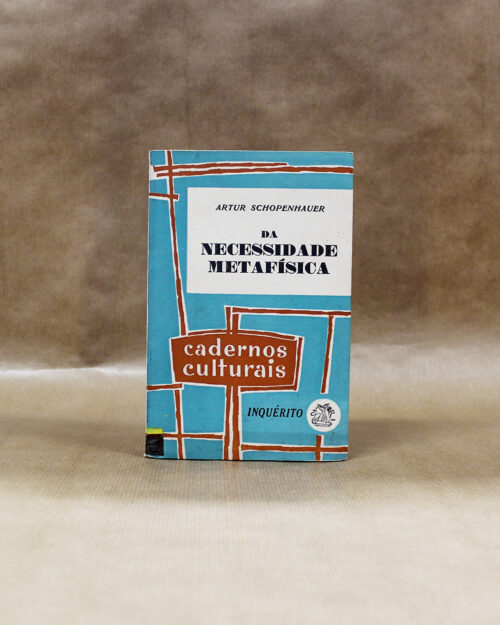 ARTUR SCHOPENHAUER
DA
NECESSIDADE
METAFÍSICA
cadernos
culturais
INQUÉRITO